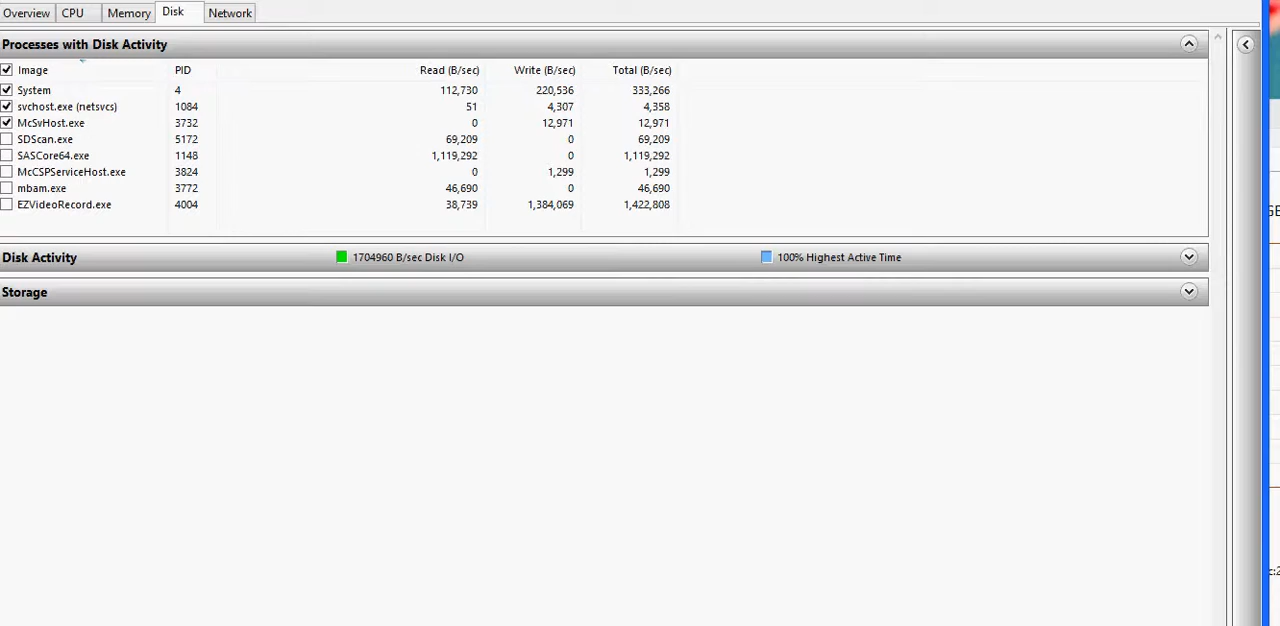 Overview CPU Memory Disk Network
Processes with Disk Activity
Image PID Read (B/sec) Write (B/sec) Total (B/sec)
System 4 112,730 220,536 333,266
svchost.exe (netsvcs) 1084 51 4,307 4,358
McSvHost.exe 3732 0 12,971 12,971
SDScan.exe 5172 69,209 0 69,209
SASCore64.exe 1148 1,119,292 0 1,119,292
McCSPServiceHost.exe 3824 0 1,299 1,299
mbam.exe 3772 46,690 0 46,690
EZVideoRecord.exe 4004 38,739 1,384,069 1,422,808
Disk Activity 1704960 B/sec Disk I/O 100% Highest Active Time
Storage